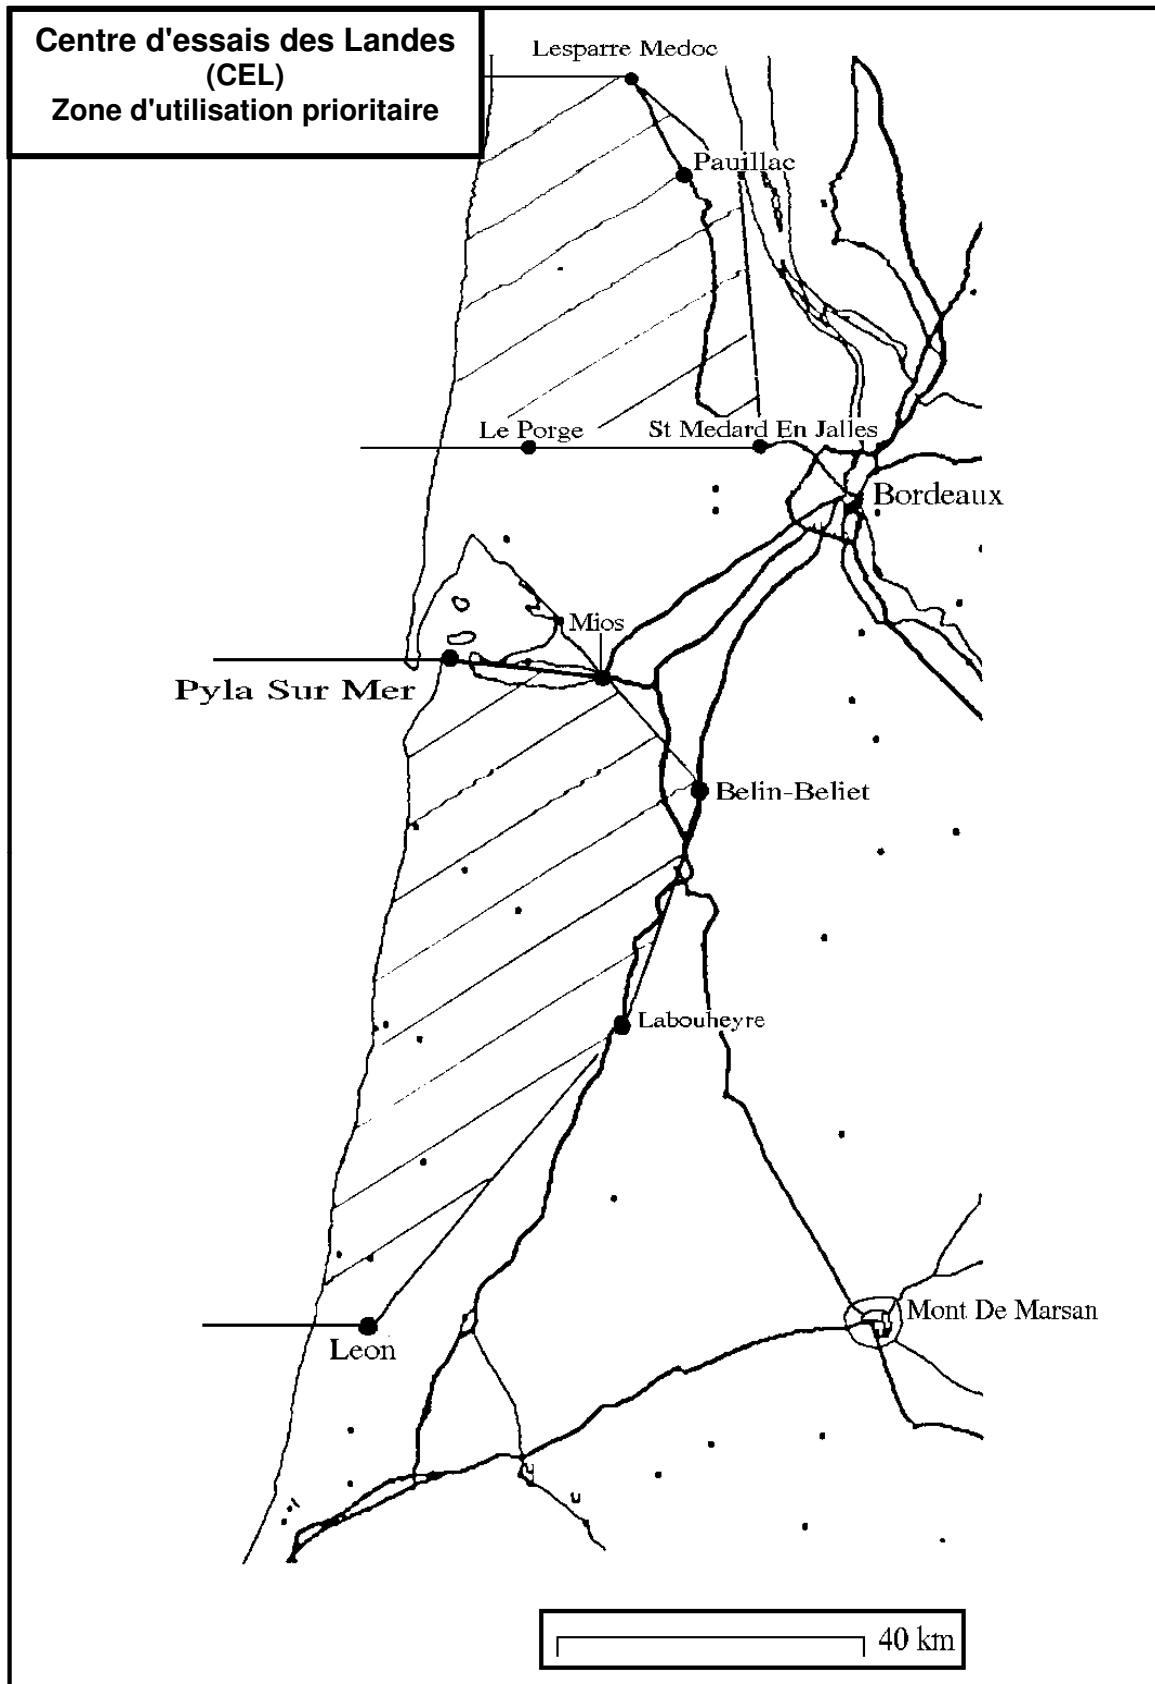 Centre d'essais des Landes
(CEL)
Zone d'utilisation prioritaire
Lesparre Medoc
Pauillac
Le Porge
St Medard En Jalles
Bordeaux
Mios
Pyla Sur Mer
Belin-Beliet
Labouheyre
Mont De Marsan
Leon
40 km